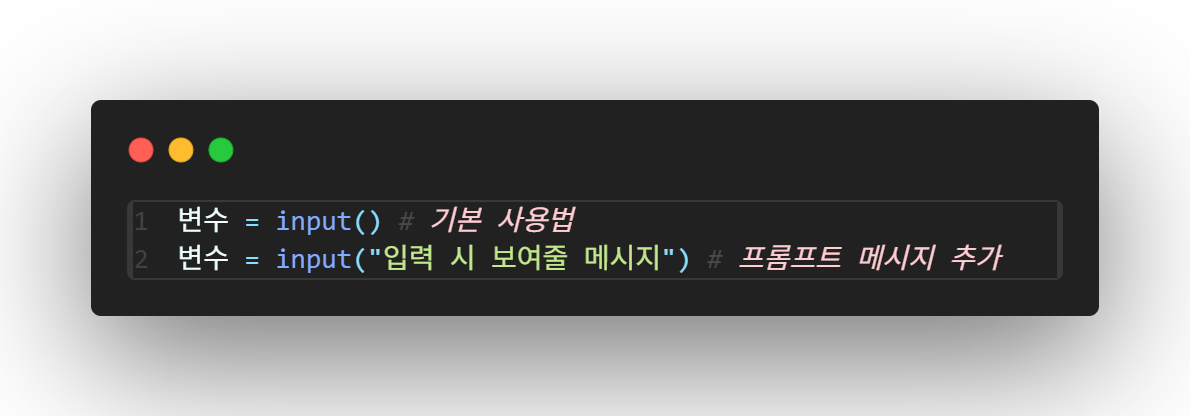 1 변수 = input() # 기본 사용법
2 변수 = input("입력 시 보여줄 메시지") # 프롬프트 메시지 추가